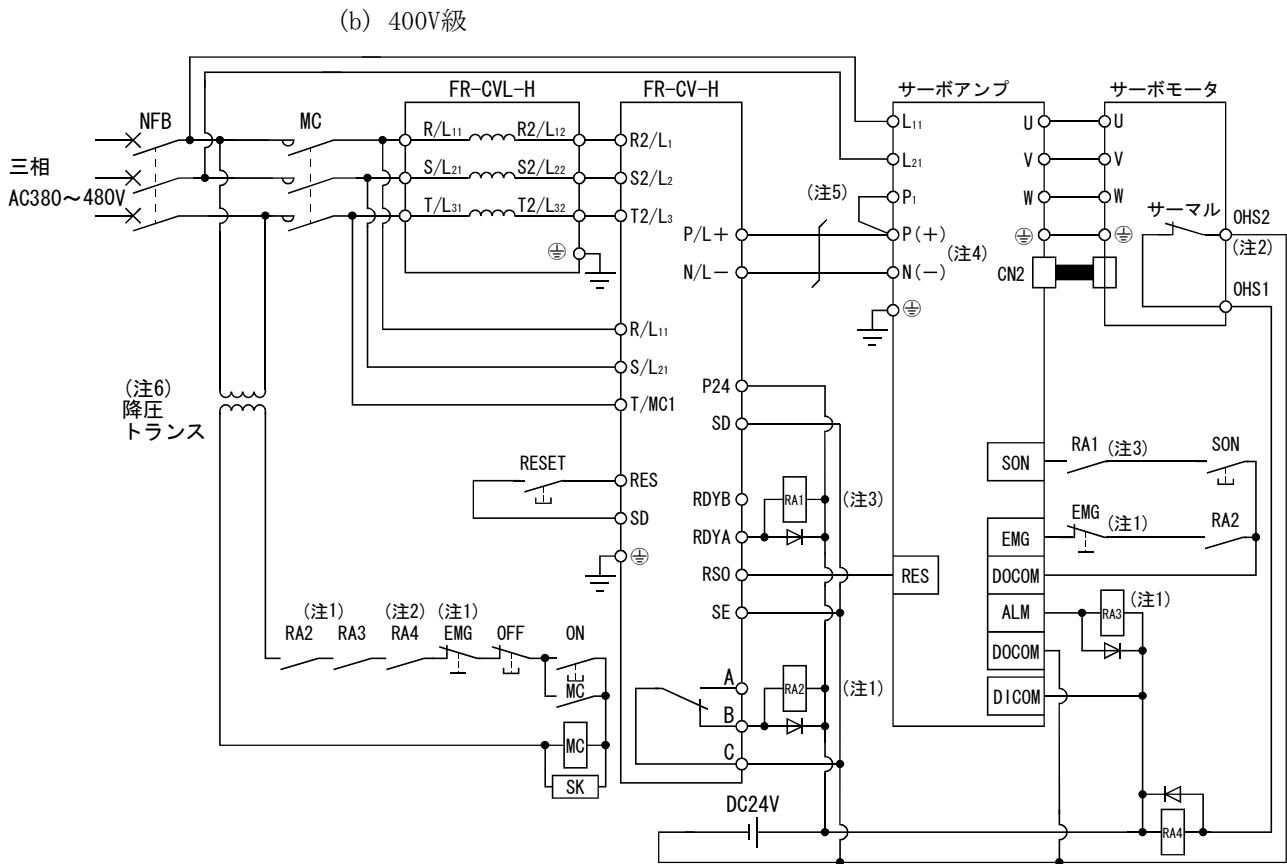 (b) 400V級
FR-CVL-H
FR-CV-H
サーボアンプ
サーボモータ
NFB
MC
三相
AC380～480V
R/L11
R2/L12
S/L21
S2/L22
T/L31
T2/L32
R2/L1
S2/L2
T2/L3
P/L+
N/L-
R/L11
S/L21
T/MC1
P24
SD
RES
SD
RDYB
RDYA
RSO
SE
A
B
C
RESET
(注6)
降圧
トランス
(注1)
RA2
RA3
(注2)
RA4
(注1)
EMG
OFF
ON
MC
MC
SK
RA1
(注3)
RA2
(注1)
DC24V
L11
L21
(注5)
P1
P(+)
(注4)
N(-)
RES
U
V
W
CN2
U
V
W
サーマル
OHS2
(注2)
OHS1
SON
RA1
(注3)
SON
EMG
EMG
(注1)
RA2
DOCOM
ALM
RA3
(注1)
DOCOM
DICOM
RA4